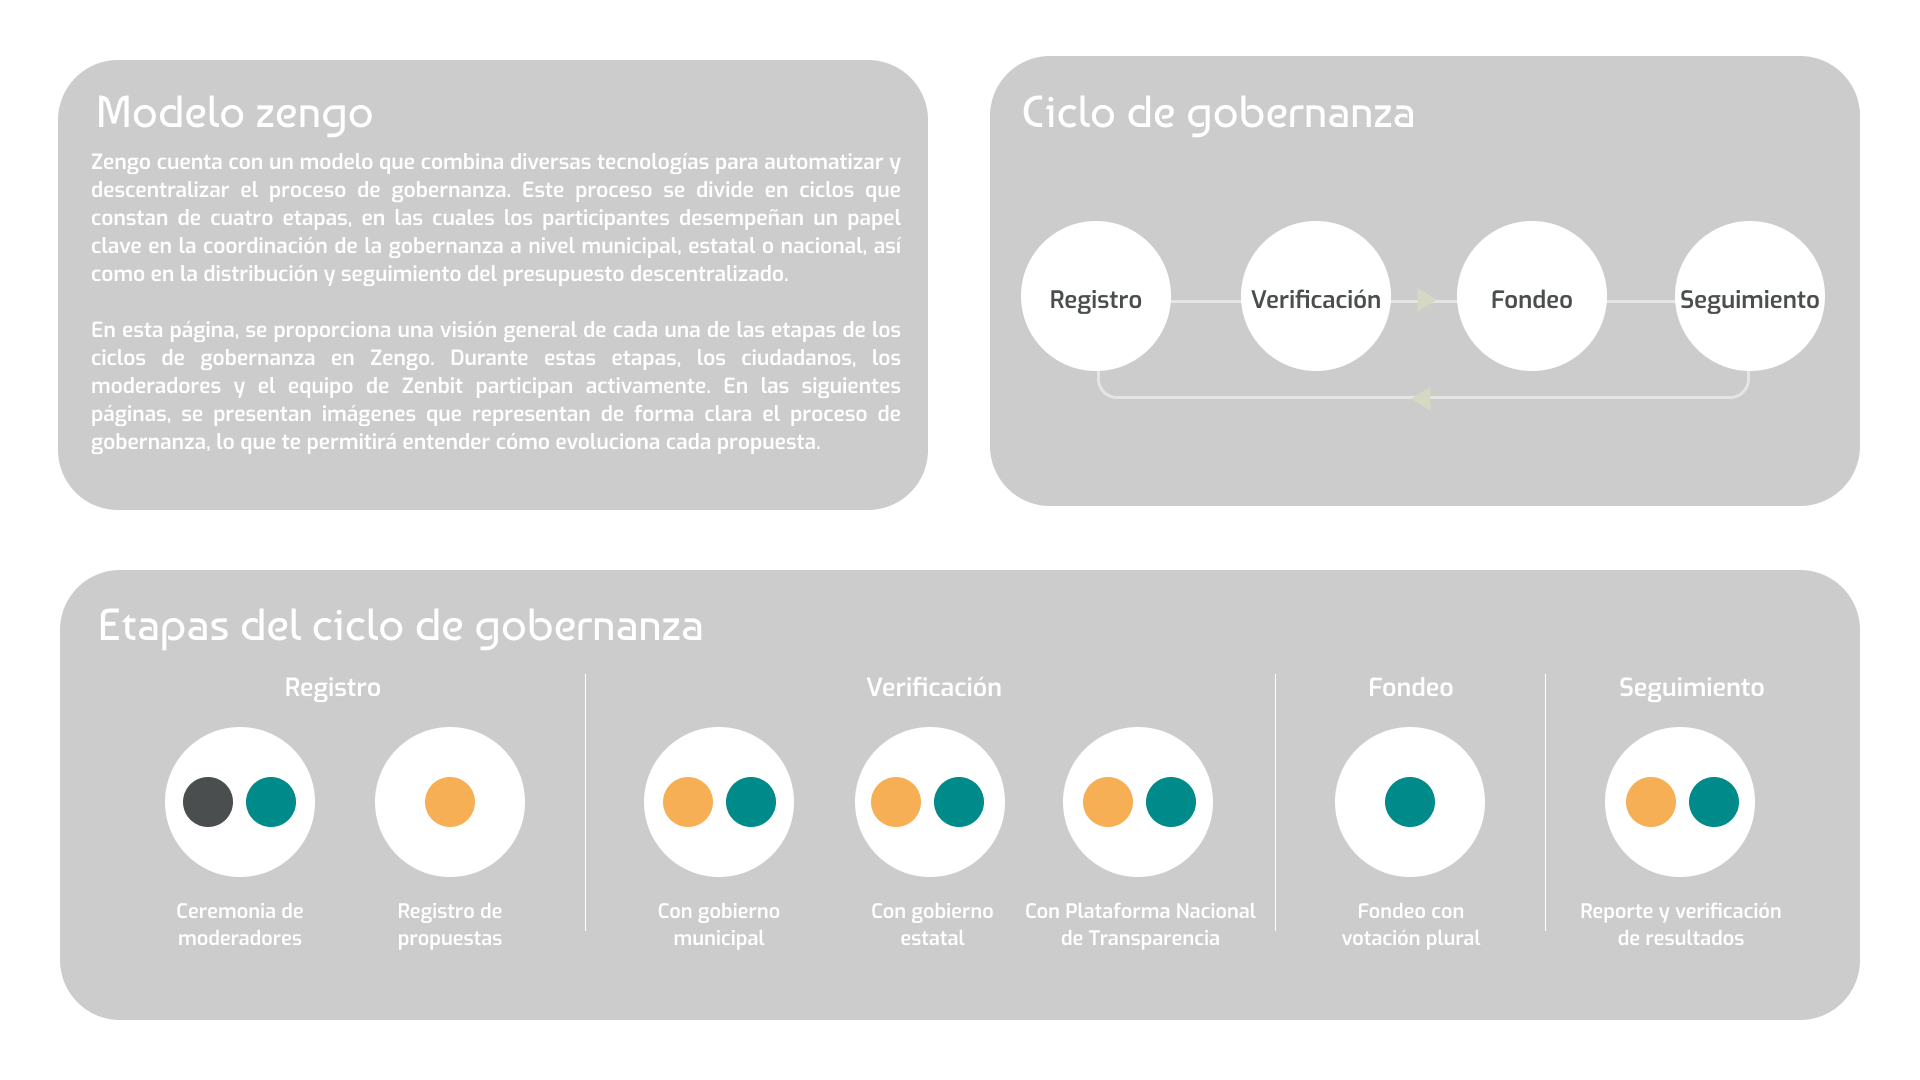 Modelo zengo
Zengo cuenta con un modelo que combina diversas tecnologías para automatizar y
descentralizar el proceso de gobernanza. Este proceso se divide en ciclos que
constan de cuatro etapas, en las cuales los participantes desempeñan un papel
clave en la coordinación de la gobernanza a nivel municipal, estatal o nacional, así
como en la distribución y seguimiento del presupuesto descentralizado.
En esta página, se proporciona una visión general de cada una de las etapas de los
ciclos de gobernanza en Zengo. Durante estas etapas, los ciudadanos, los
moderadores y el equipo de Zenbit participan activamente. En las siguientes
páginas, se presentan imágenes que representan de forma clara el proceso de
gobernanza, lo que te permitirá entender cómo evoluciona cada propuesta.
Ciclo de gobernanza
Registro
Verificación
Fondeo
Seguimiento
Etapas del ciclo de gobernanza
Registro
Ceremonia de
moderadores
Registro de
propuestas
Verificación
Con gobierno
municipal
Con gobierno
estatal
Con Plataforma Nacional
de Transparencia
Fondeo
Fondeo con
votación plural
Seguimiento
Reporte y verificación
de resultados